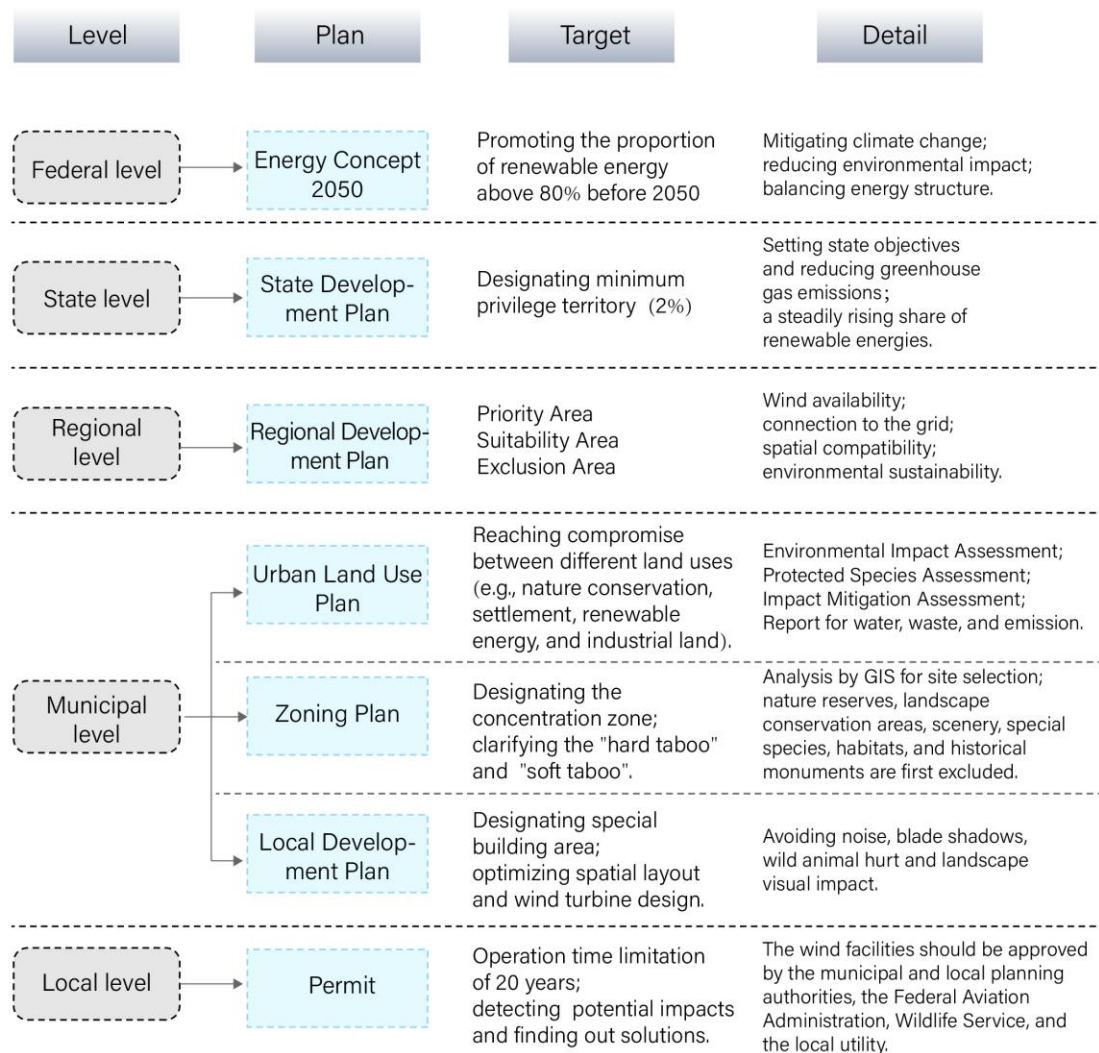 Level
Plan
Target
Detail
Federal level
Energy Concept
2050
Promoting the proportion
of renewable energy
above 80% before 2050
Mitigating climate change;
reducing environmental impact;
balancing energy structure.
State level
State Develop-
ment Plan
Designating minimum
privilege territory (2%)
Setting state objectives
and reducing greenhouse
gas emissions;
a steadily rising share of
renewable energies.
Regional
level
Regional Develop-
ment Plan
Priority Area
Suitability Area
Exclusion Area
Wind availability;
connection to the grid;
spatial compatibility;
environmental sustainability.
Municipal
level
Urban Land Use
Plan
Reaching compromise
between different land uses
(e.g., nature conservation,
settlement, renewable
energy, and industrial land).
Environmental Impact Assessment;
Protected Species Assessment;
Impact Mitigation Assessment;
Report for water, waste, and emission.
Zoning Plan
Designating the
concentration zone;
clarifying the "hard taboo"
and "soft taboo".
Analysis by GIS for site selection;
nature reserves, landscape
conservation areas, scenery, special
species, habitats, and historical
monuments are first excluded.
Local Develop-
ment Plan
Designating special
building area;
optimizing spatial layout
and wind turbine design.
Avoiding noise, blade shadows,
wild animal hurt and landscape
visual impact.
Local level
Permit
Operation time limitation
of 20 years;
detecting potential impacts
and finding out solutions.
The wind facilities should be approved
by the municipal and local planning
authorities, the Federal Aviation
Administration, Wildlife Service, and
the local utility.